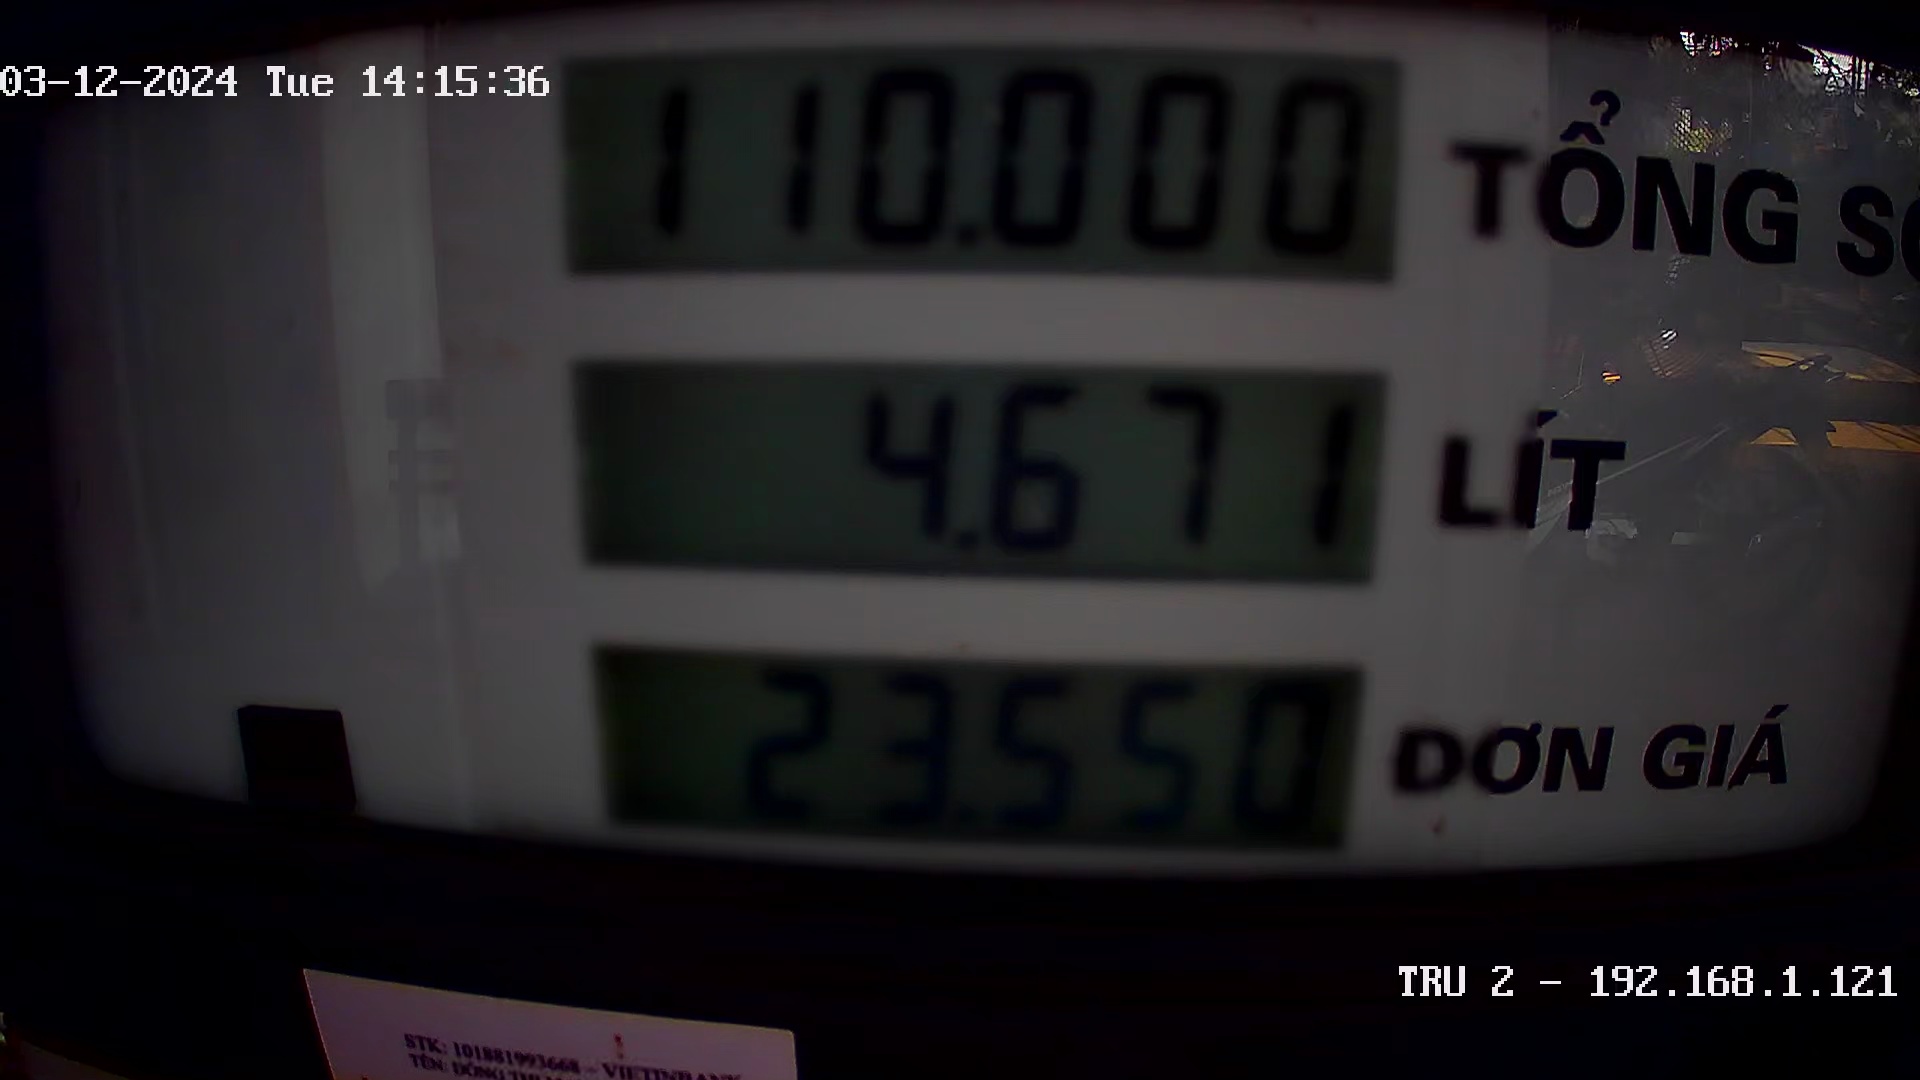 03-12-2024 Tue 14:15:36
110.000 TỔNG SỐ
4.671 LÍT
23.550 ĐƠN GIÁ
TRU 2 - 192.168.1.121
STK: 101881993668 - VIETINBANK
TÊN: